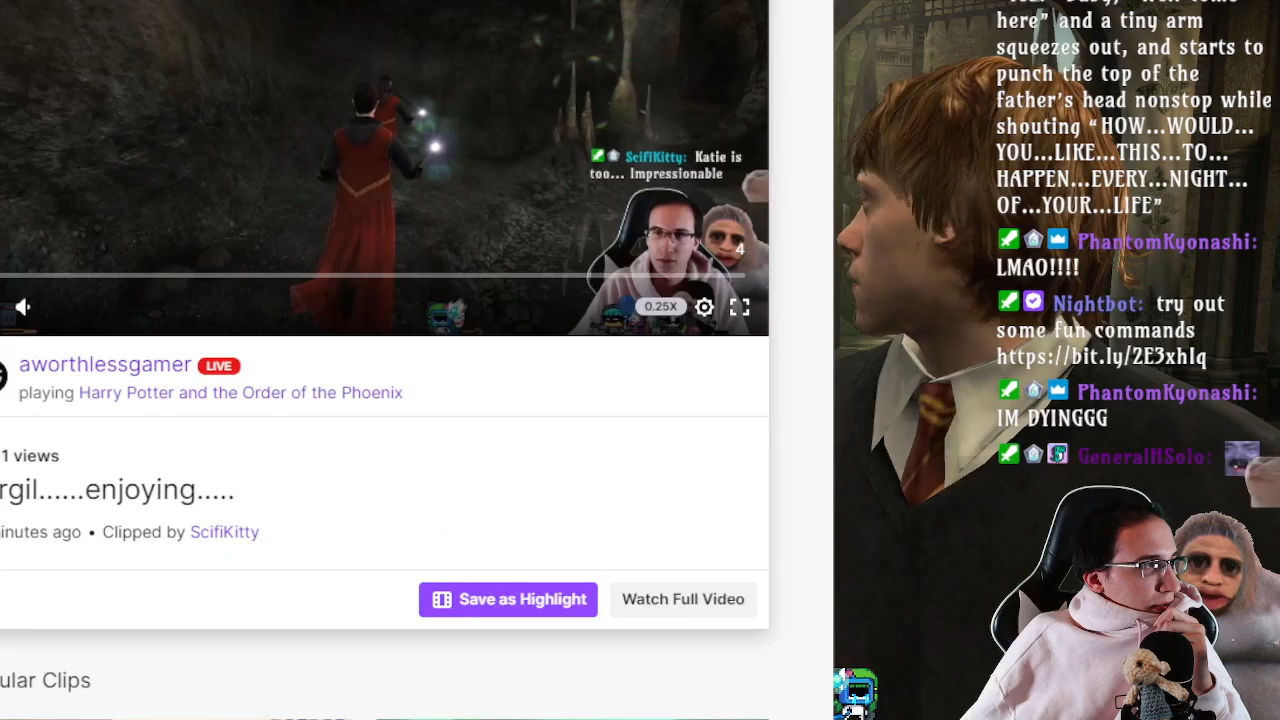 ScifiKitty: Katie is
too... Impressionable
4
0.25X
aworthlessgamer LIVE
playing Harry Potter and the Order of the Phoenix
1 views
rgil......enjoying.....
inutes ago • Clipped by ScifiKitty
Save as Highlight
Watch Full Video
ular Clips
here" and a tiny arm
squeezes out, and starts to
punch the top of the
father's head nonstop while
shouting "HOW...WOULD...
YOU...LIKE...THIS...TO...
HAPPEN...EVERY...NIGHT...
OF...YOUR...LIFE"
PhantomKyonashi:
LMAO!!!!
Nightbot: try out
some fun commands
https://bit.ly/2E3xhIq
PhantomKyonashi:
IM DYINGGG
GeneralHSolo: